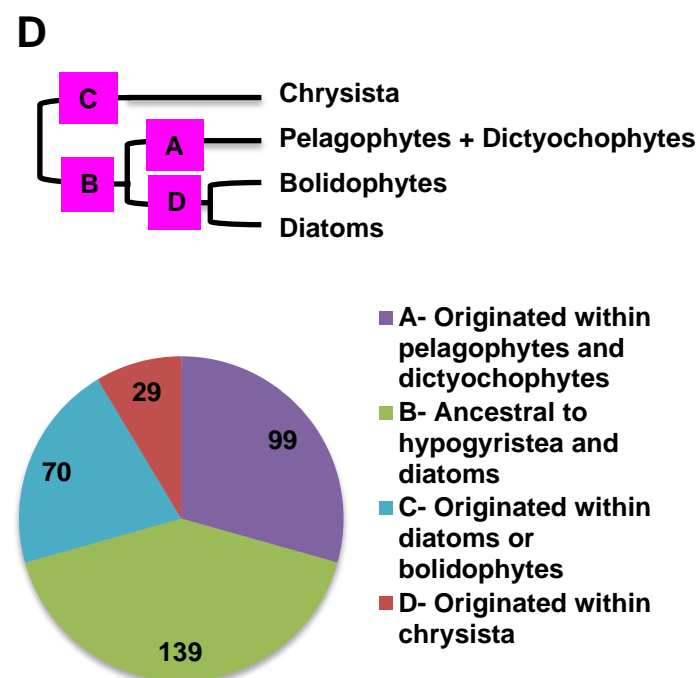 D
C
Chrysista
A
Pelagophytes + Dictyochophytes
B
D
Bolidophytes
Diatoms
A- Originated within
pelagophytes and
dictyochophytes
B- Ancestral to
hypogyristea and
diatoms
C- Originated within
diatoms or
bolidophytes
D- Originated within
chrysista
29
99
70
139